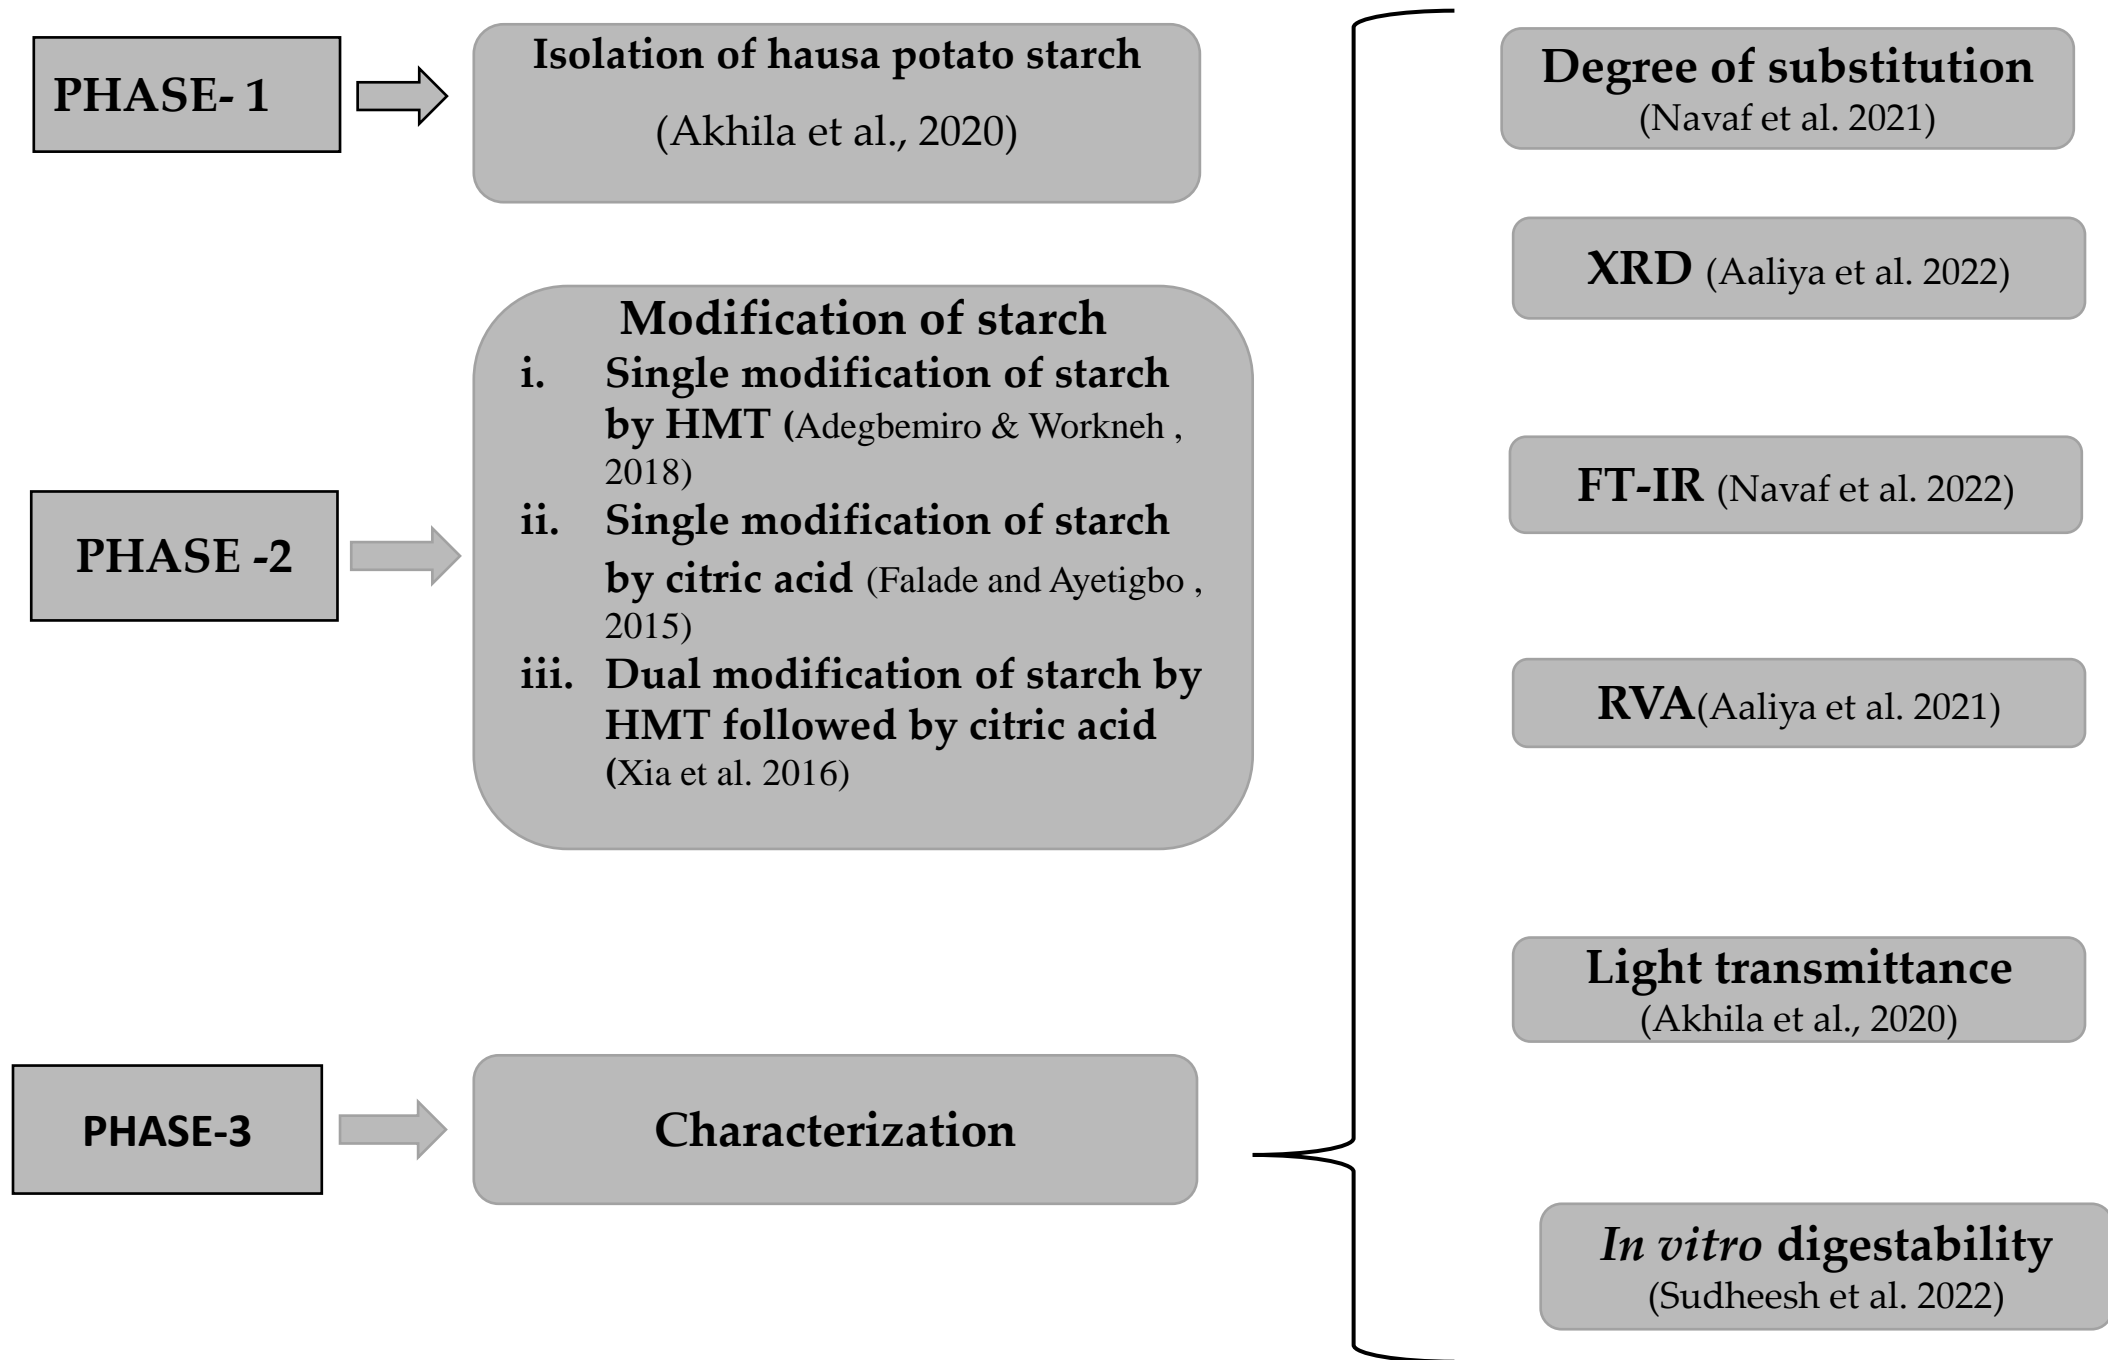 PHASE- 1
Isolation of hausa potato starch
(Akhila et al., 2020)
PHASE -2
Modification of starch
i. Single modification of starch
by HMT (Adegbemiro & Workneh ,
2018)
ii. Single modification of starch
by citric acid (Falade and Ayetigbo ,
2015)
iii. Dual modification of starch by
HMT followed by citric acid
(Xia et al. 2016)
PHASE-3
Characterization
Degree of substitution
(Navaf et al. 2021)
XRD (Aaliya et al. 2022)
FT-IR (Navaf et al. 2022)
RVA(Aaliya et al. 2021)
Light transmittance
(Akhila et al., 2020)
In vitro digestability
(Sudheesh et al. 2022)